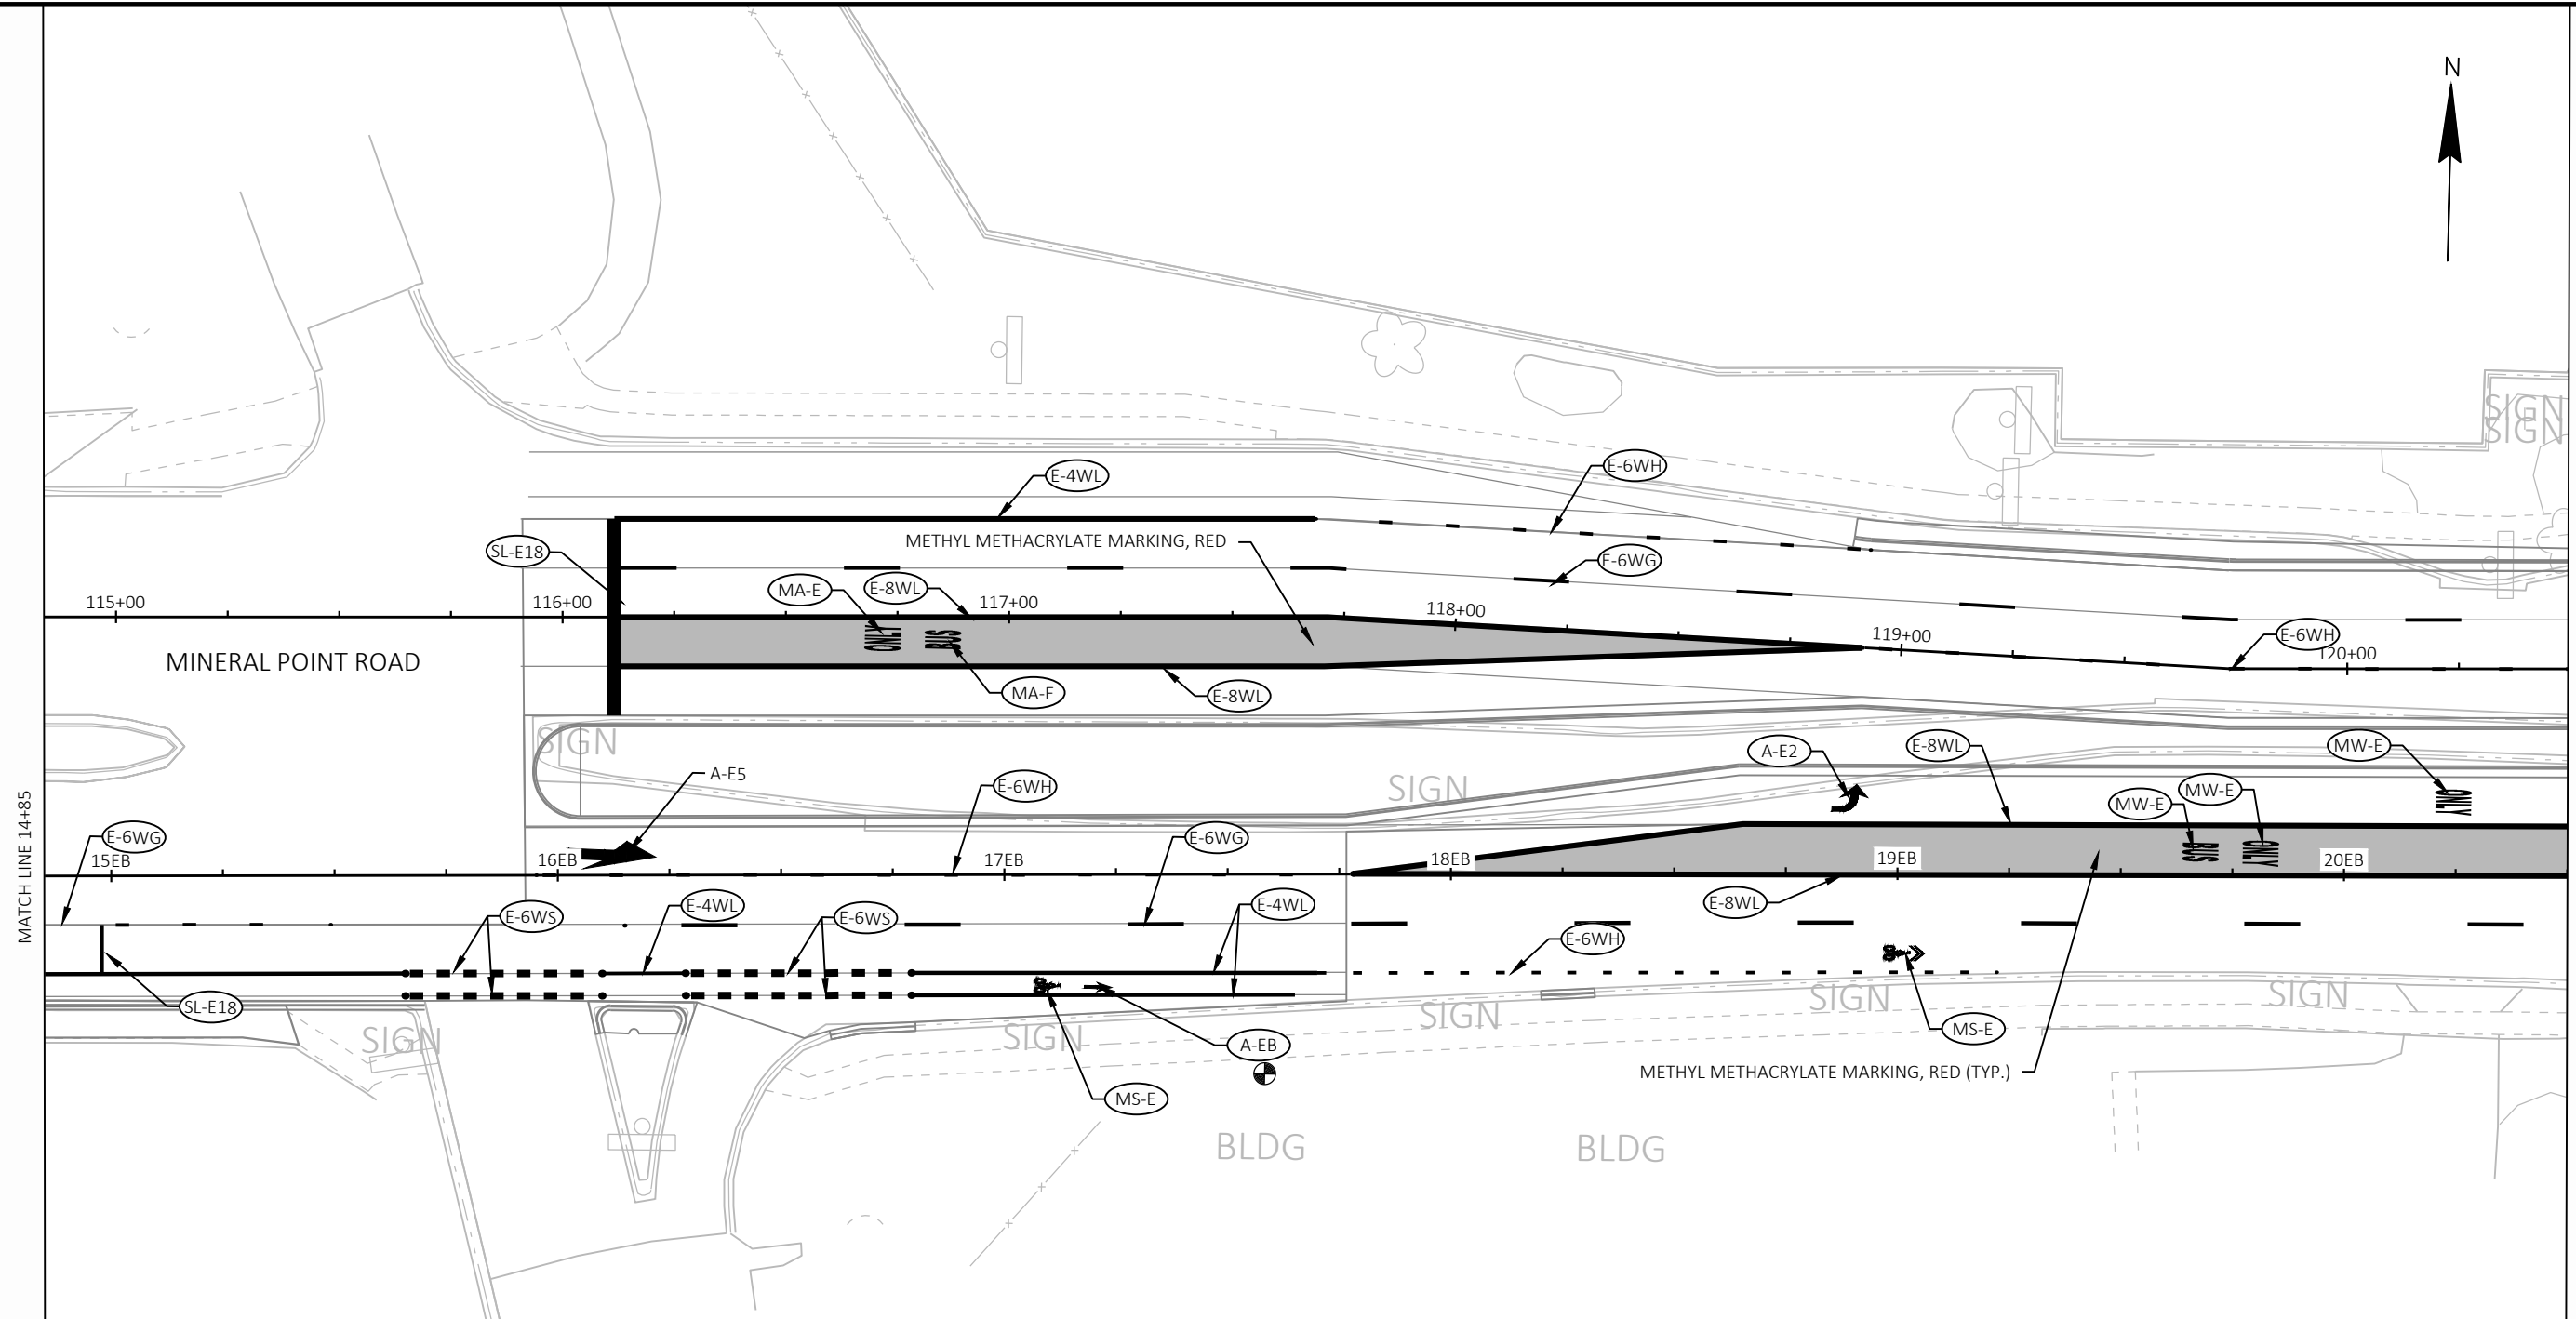 N
SIGN
SIGN
E-4WL
E-6WH
SL-E18
METHYL METHACRYLATE MARKING, RED
E-6WG
MA-E
E-8WL
115+00
116+00
117+00
118+00
119+00
E-6WH
120+00
ONLY
BUS
MINERAL POINT ROAD
MA-E
E-8WL
SIGN
A-E5
E-6WH
SIGN
A-E2
E-8WL
MW-E
MW-E
MW-E
ONLY
MATCH LINE 14+85
E-6WG
E-6WG
15EB
16EB
17EB
18EB
19EB
BUS
ONLY
20EB
E-6WS
E-4WL
E-6WS
E-4WL
E-8WL
E-6WH
SL-E18
SIGN
SIGN
SIGN
SIGN
SIGN
MS-E
A-EB
METHYL METHACRYLATE MARKING, RED (TYP.)
MS-E
BLDG
BLDG